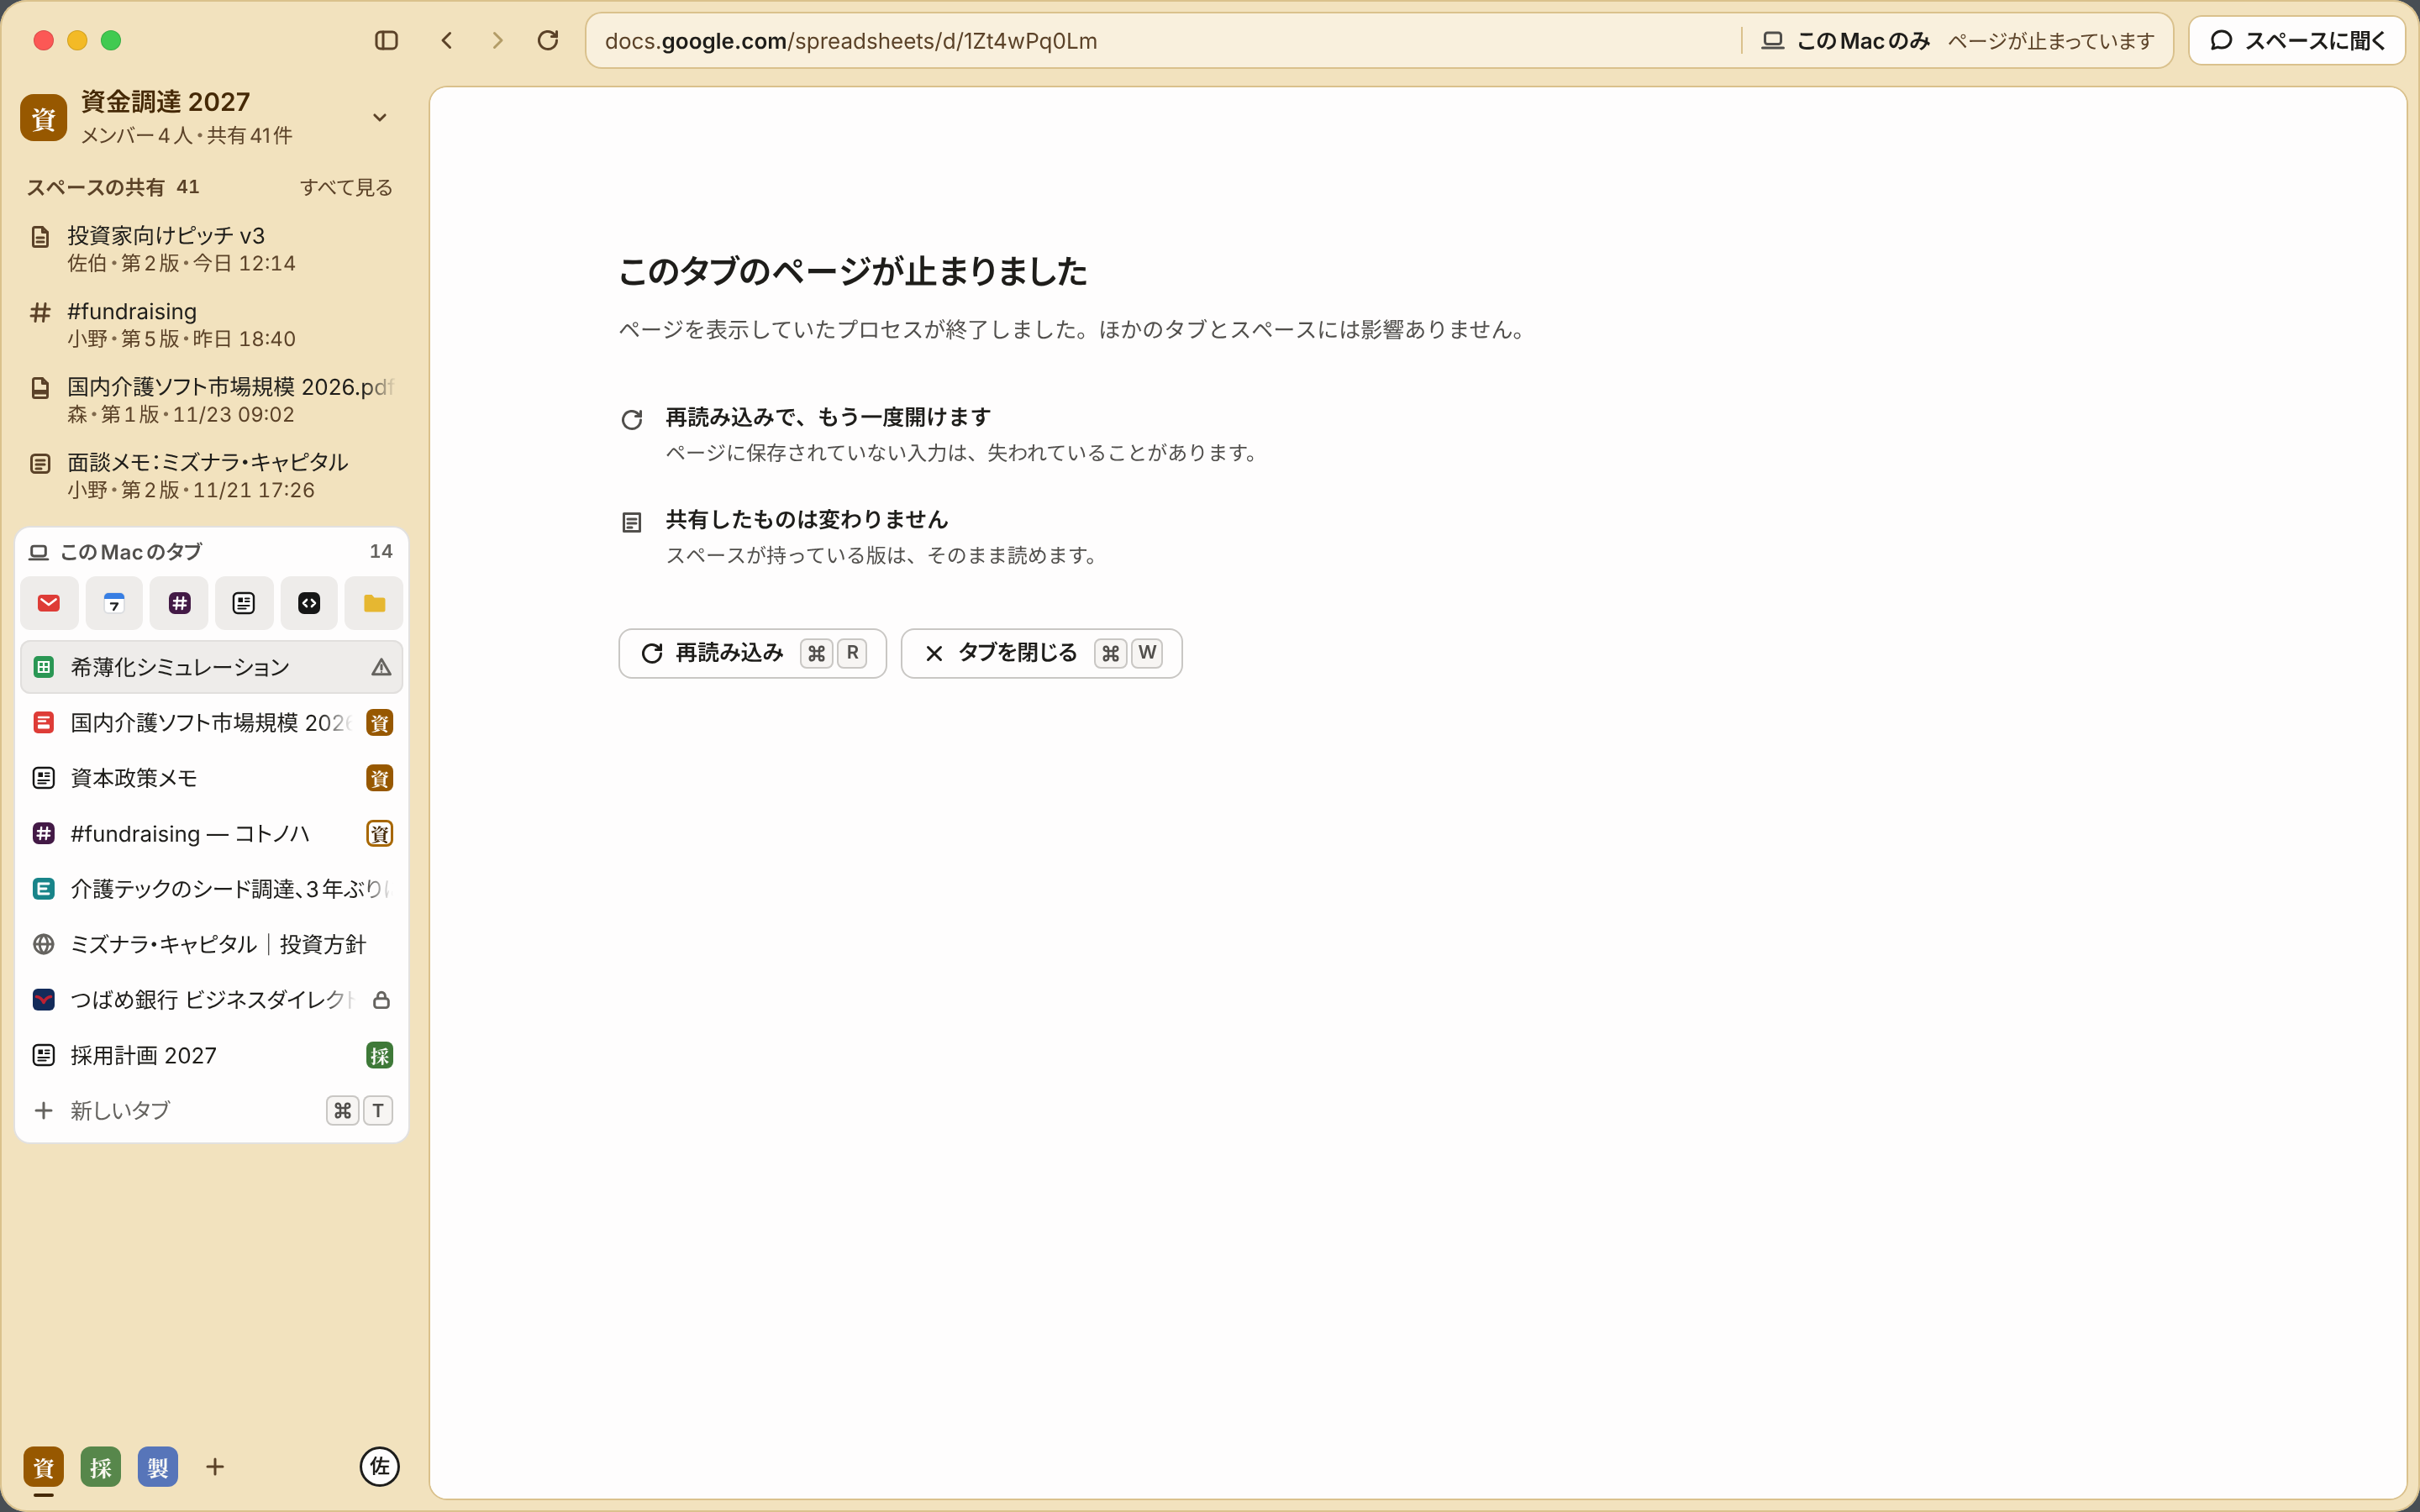 docs.google.com/spreadsheets/d/1Zt4wPq0Lm
このMacのみ ページが止まっています
スペースに聞く
資
資金調達 2027
メンバー4人・共有41件
スペースの共有 41
すべて見る
投資家向けピッチ v3
佐伯・第2版・今日 12:14
#fundraising
小野・第5版・昨日 18:40
国内介護ソフト市場規模 2026.pdf
森・第1版・11/23 09:02
面談メモ：ミズナラ・キャピタル
小野・第2版・11/21 17:26
このMacのタブ 14
7
希薄化シミュレーション
国内介護ソフト市場規模 2026 資
資本政策メモ 資
#fundraising — コトノハ 資
介護テックのシード調達、3年ぶり
ミズナラ・キャピタル｜投資方針
つばめ銀行 ビジネスダイレクト
採用計画 2027 採
新しいタブ ⌘ T
資 採 製 佐
このタブのページが止まりました
ページを表示していたプロセスが終了しました。ほかのタブとスペースには影響ありません。
再読み込みで、もう一度開けます
ページに保存されていない入力は、失われていることがあります。
共有したものは変わりません
スペースが持っている版は、そのまま読めます。
再読み込み ⌘ R
タブを閉じる ⌘ W